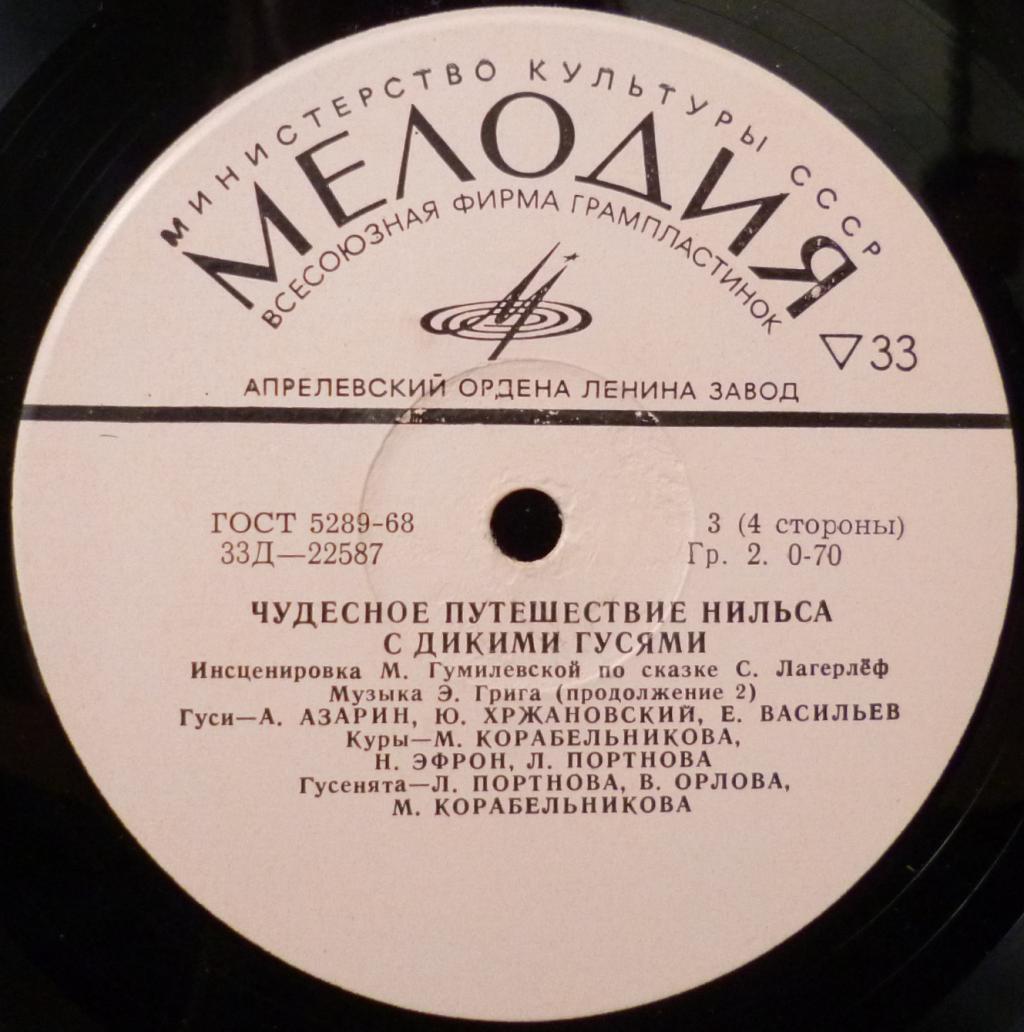 МИНИСТЕРСТВО КУЛЬТУРЫ СССР
МЕЛОДИЯ
ВСЕСОЮЗНАЯ ФИРМА ГРАМПЛАСТИНОК
▽33
АПРЕЛЕВСКИЙ ОРДЕНА ЛЕНИНА ЗАВОД
ГОСТ 5289-68
33Д—22587
3 (4 стороны)
Гр. 2. 0-70
ЧУДЕСНОЕ ПУТЕШЕСТВИЕ НИЛЬСА
С ДИКИМИ ГУСЯМИ
Инсценировка М. Гумилевской по сказке С. Лагерлёф
Музыка Э. Грига (продолжение 2)
Гуси—А. АЗАРИН, Ю. ХРЖАНОВСКИЙ, Е. ВАСИЛЬЕВ
Куры—М. КОРАБЕЛЬНИКОВА,
Н. ЭФРОН, Л. ПОРТНОВА
Гусенята—Л. ПОРТНОВА, В. ОРЛОВА,
М. КОРАБЕЛЬНИКОВА